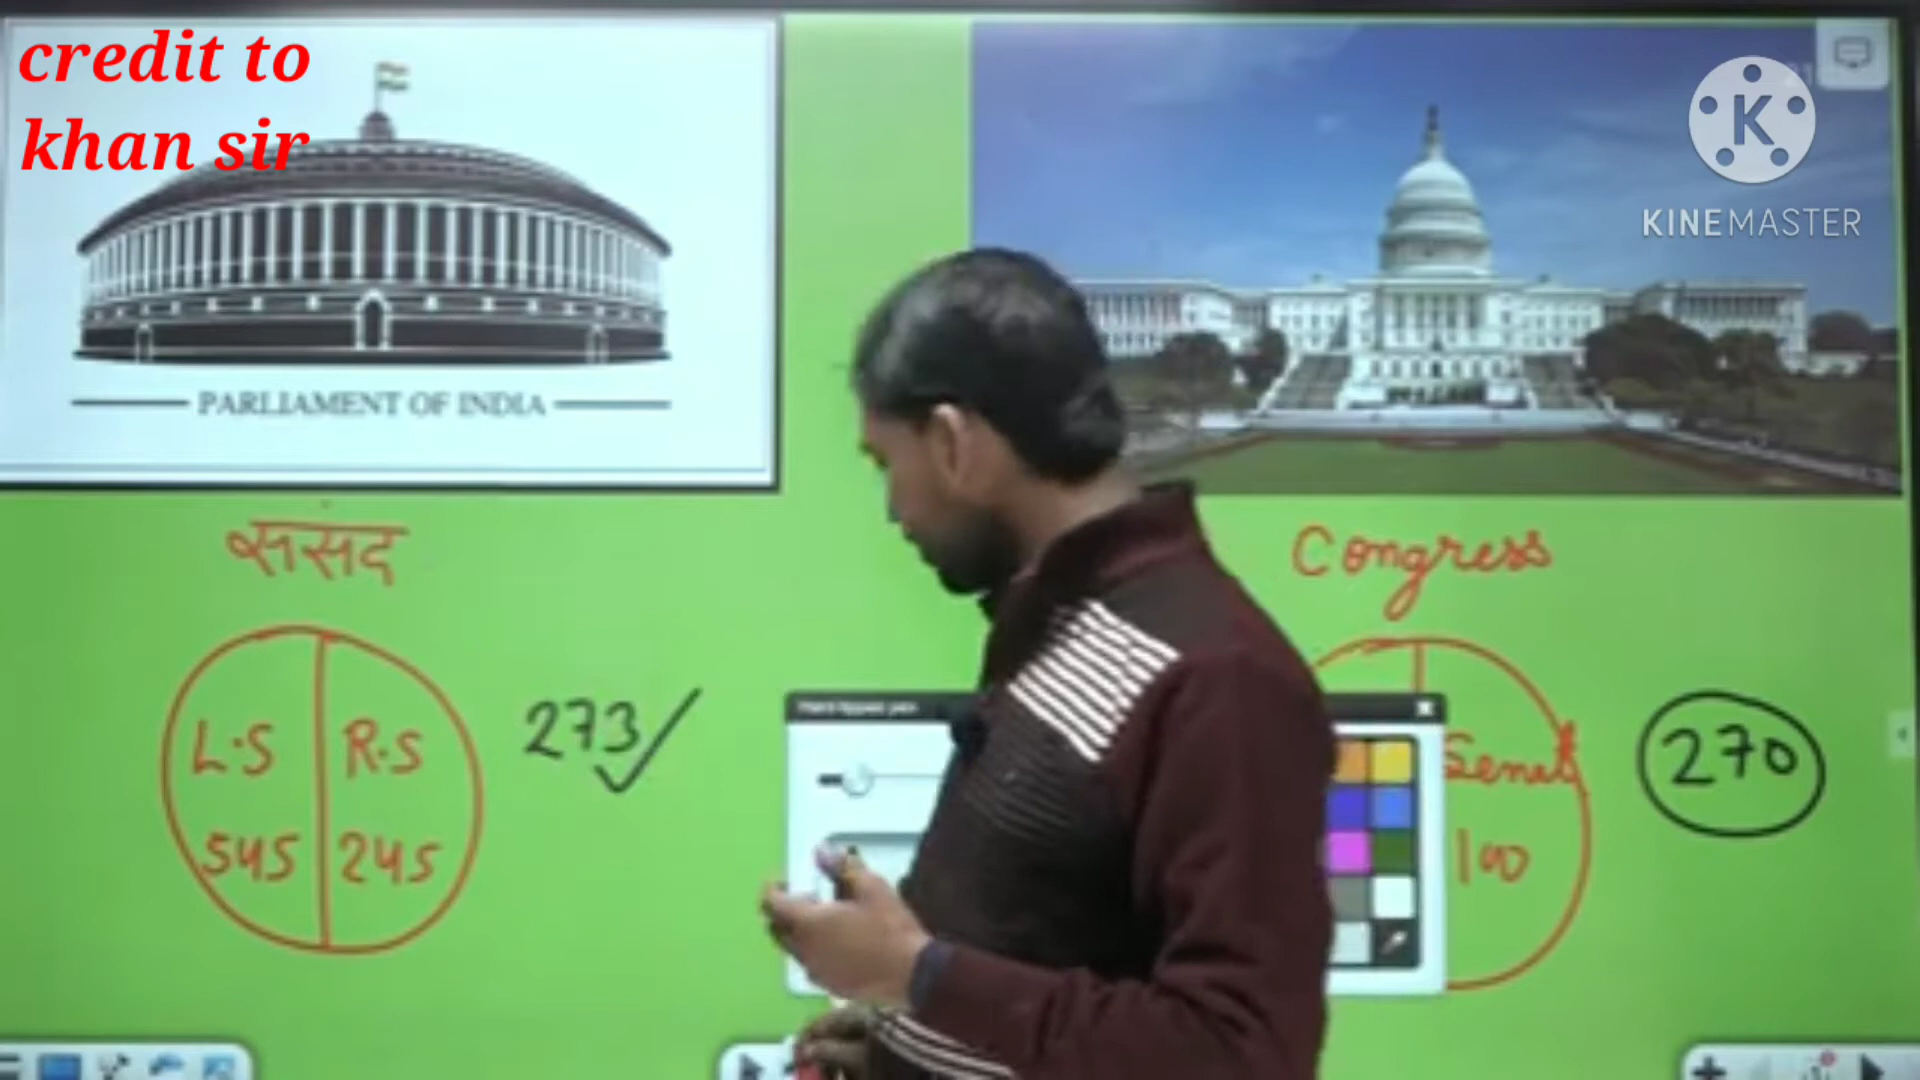 credit to
khan sir
KINEMASTER
PARLIAMENT OF INDIA
संसद
Congress
L.S
R.S
545
245
273
Senat
100
270